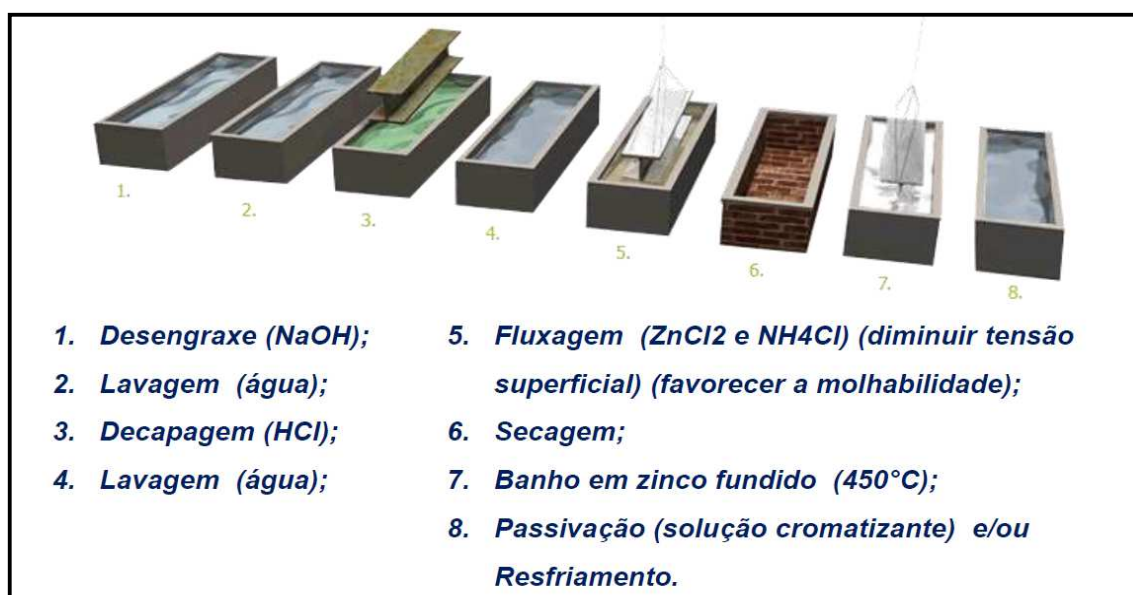 1.
2.
3.
4.
5.
6.
7.
8.
1. Desengraxe (NaOH);
2. Lavagem (água);
3. Decapagem (HCl);
4. Lavagem (água);
5. Fluxagem (ZnCl2 e NH4Cl) (diminuir tensão
superficial) (favorecer a molhabilidade);
6. Secagem;
7. Banho em zinco fundido (450°C);
8. Passivação (solução cromatizante) e/ou
Resfriamento.